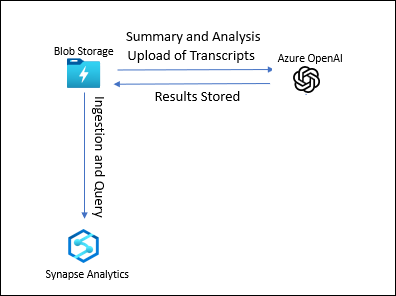 Summary and Analysis
Blob Storage
Upload of Transcripts
Azure OpenAI
Results Stored
Ingestion and Query
Synapse Analytics